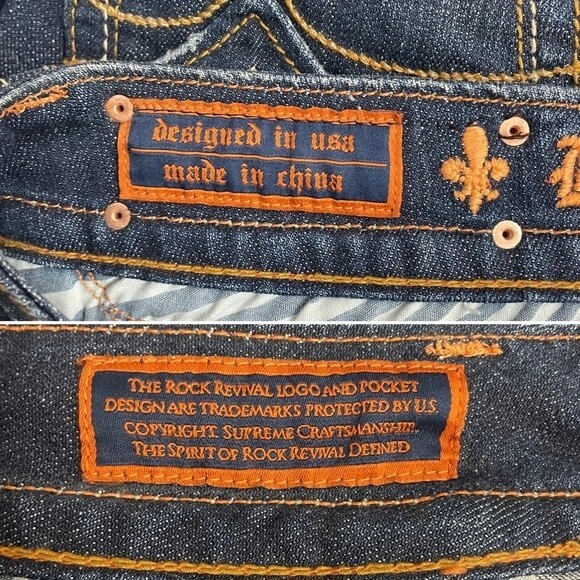 designed in usa
made in china
THE ROCK REVIVAL LOGO AND POCKET
DESIGN ARE TRADEMARKS PROTECTED BY U.S.
COPYRIGHT. SUPREME CRAFTSMANSHIP.
THE SPIRIT OF ROCK REVIVAL DEFINED